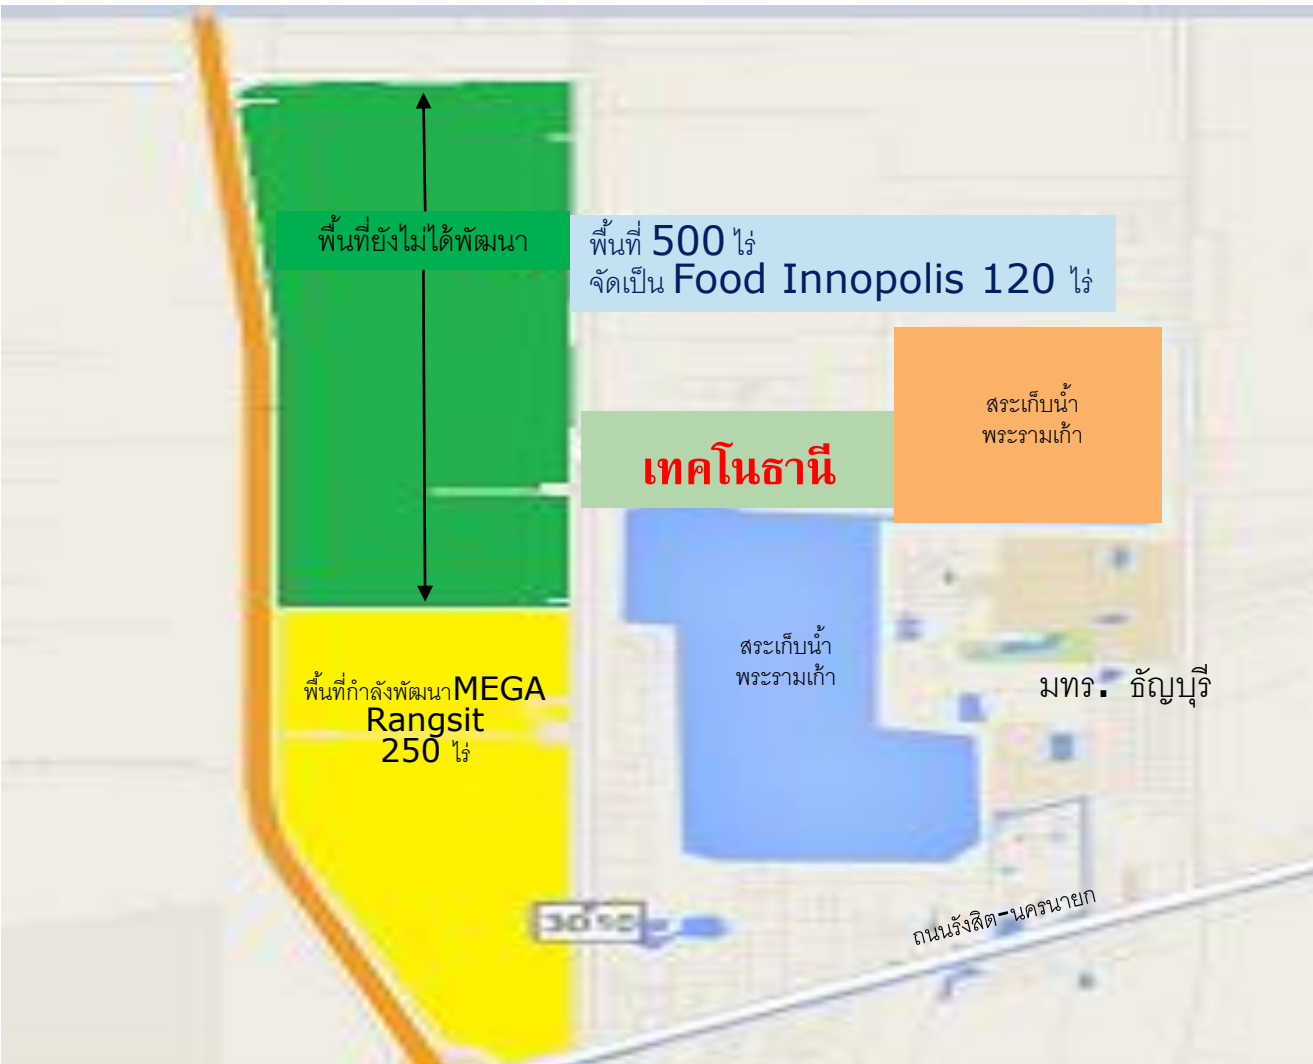 พื้นที่ยังไม่ได้พัฒนา
พื้นที่ 500 ไร่
จัดเป็น Food Innopolis 120 ไร่
สระเก็บน้ำ
พระรามเก้า
เทคโนธานี
สระเก็บน้ำ
พระรามเก้า
มทร. ธัญบุรี
พื้นที่กำลังพัฒนาMEGA
Rangsit
250 ไร่
ถนนรังสิต-นครนายก